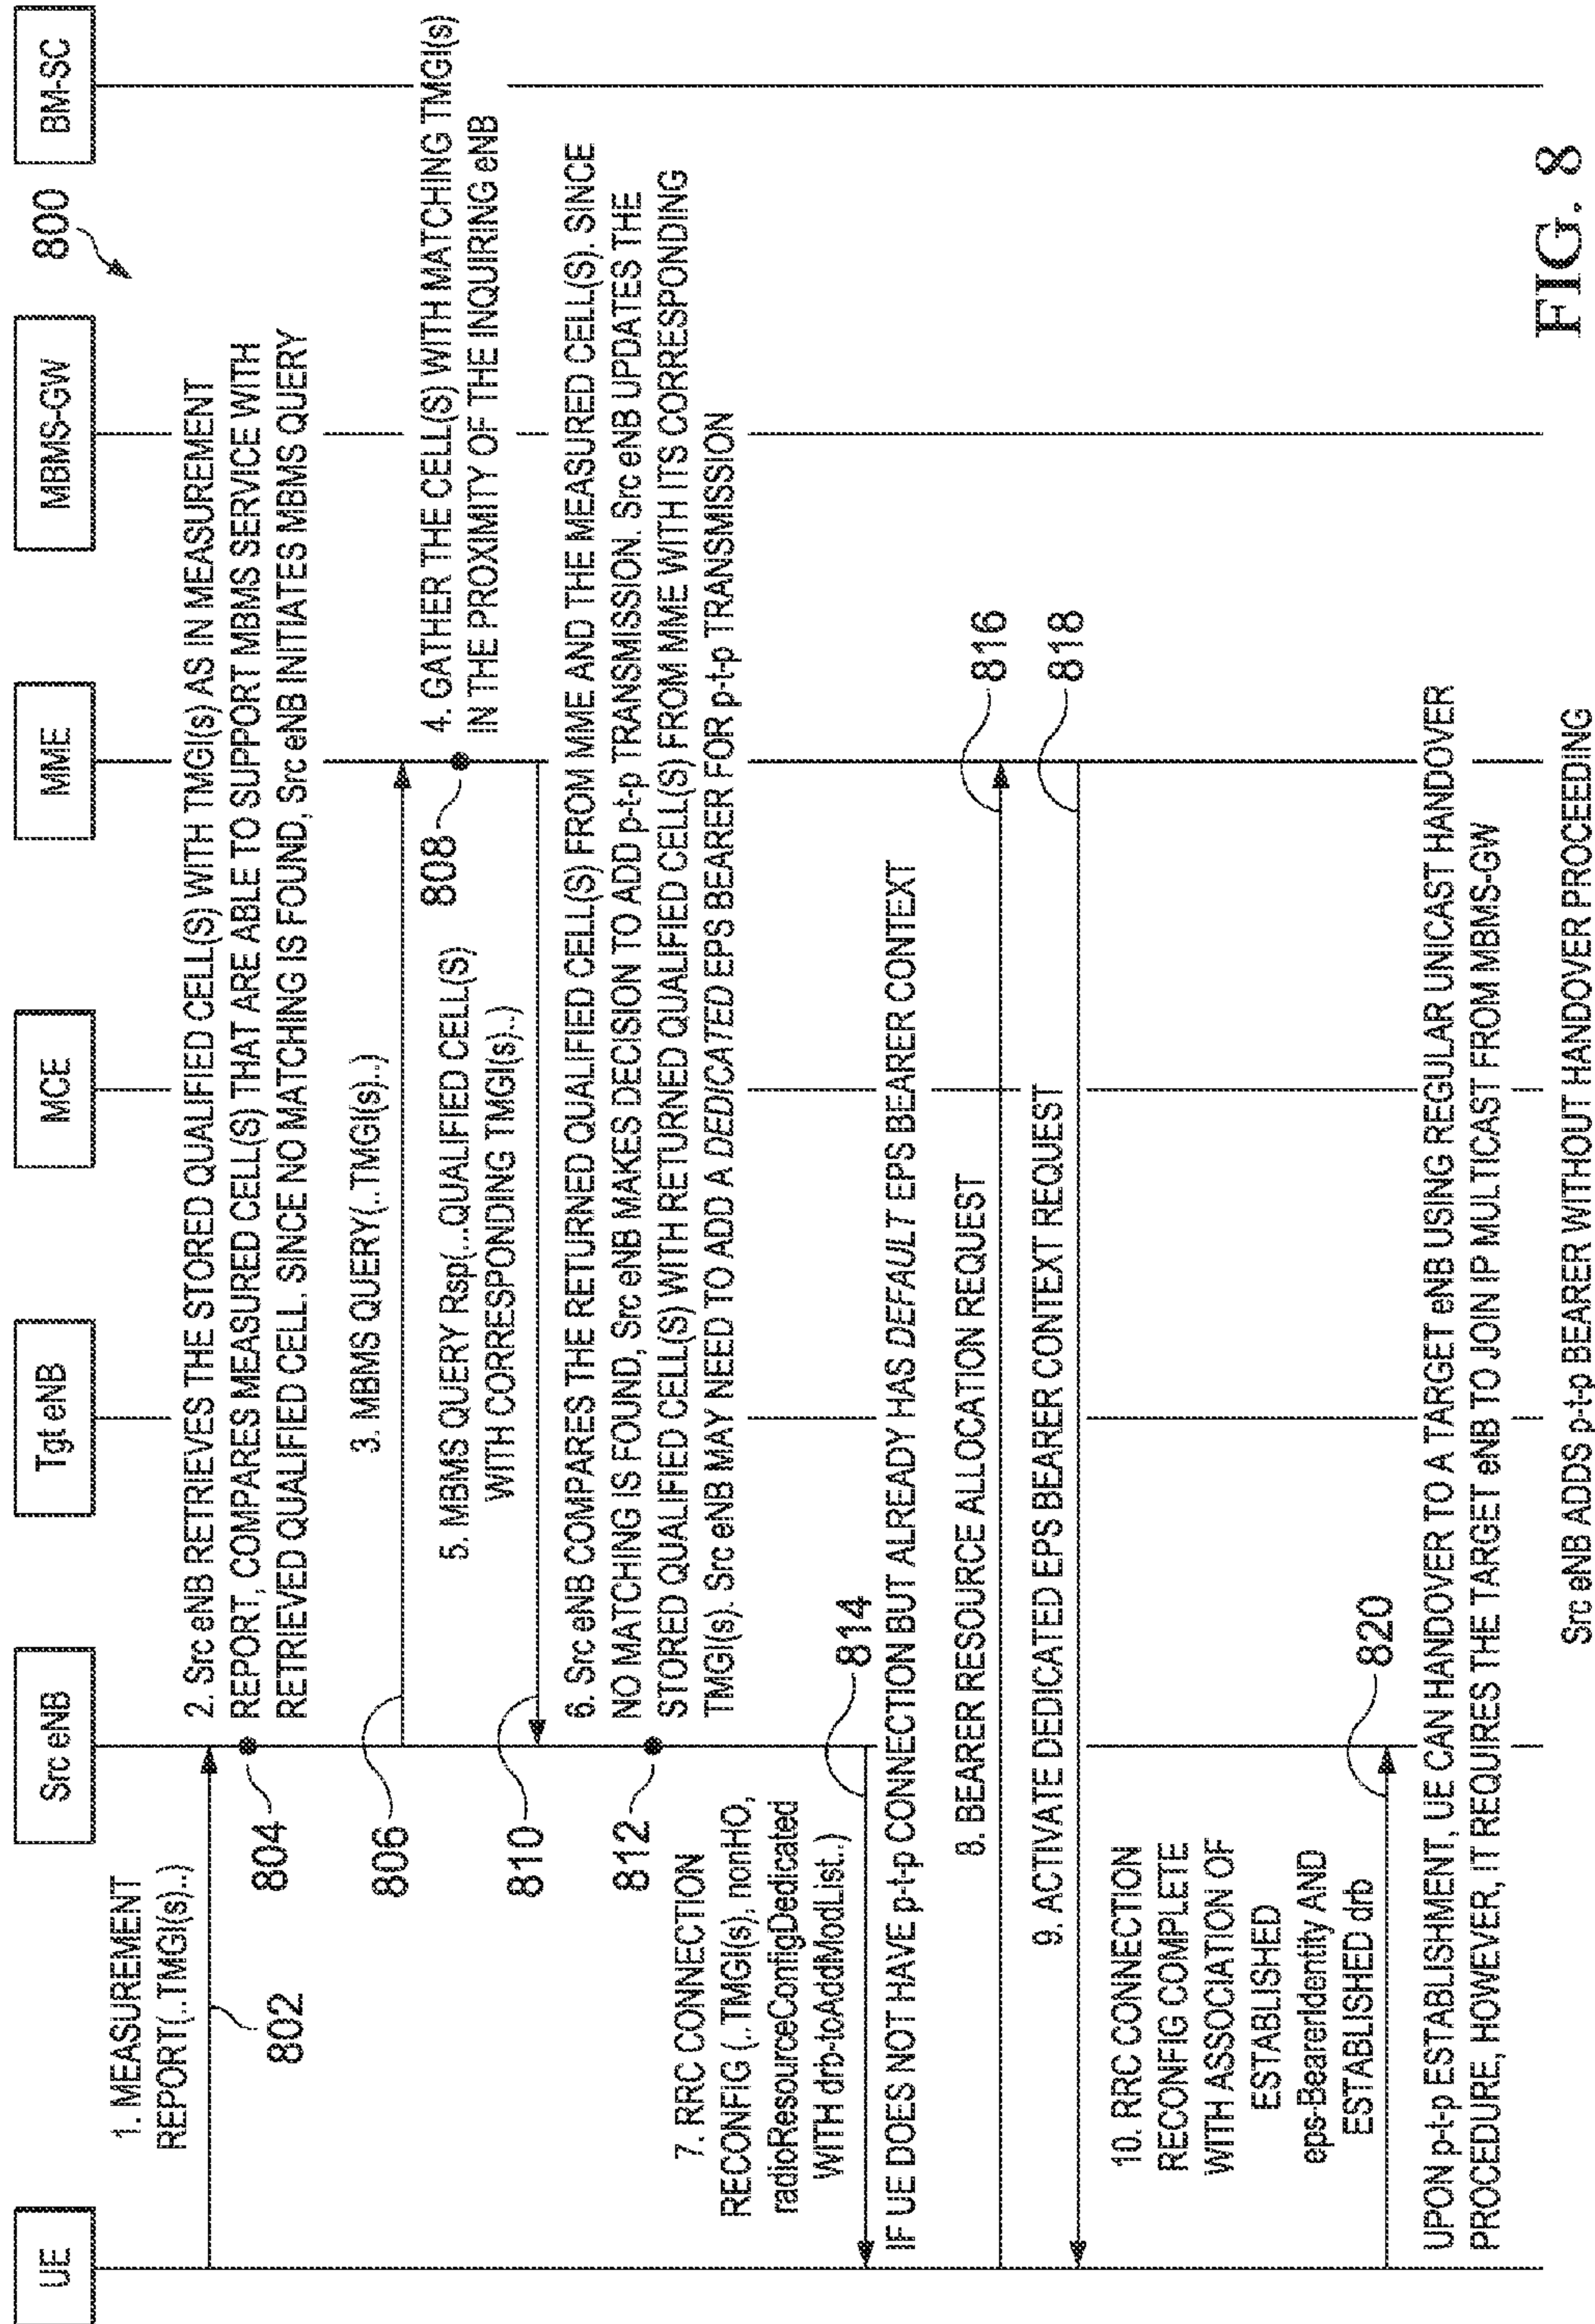 UE
Src eNB
Tgt eNB
MCE
MME
MBMS-GW
BM-SC
800
1. MEASUREMENT
REPORT(..TMGI(s)..)
802
804
2. Src eNB RETRIEVES THE STORED QUALIFIED CELL(S) WITH TMGI(s) AS IN MEASUREMENT
REPORT, COMPARES MEASURED CELL(S) THAT ARE ABLE TO SUPPORT MBMS SERVICE WITH
RETRIEVED QUALIFIED CELL. SINCE NO MATCHING IS FOUND, Src eNB INITIATES MBMS QUERY
806
3. MBMS QUERY(..TMGI(s)..)
808
4. GATHER THE CELL(S) WITH MATCHING TMGI(s)
IN THE PROXIMITY OF THE INQUIRING eNB
810
5. MBMS QUERY Rsp(...QUALIFIED CELL(S)
WITH CORRESPONDING TMGI(s)..)
812
6. Src eNB COMPARES THE RETURNED QUALIFIED CELL(S) FROM MME AND THE MEASURED CELL(S). SINCE
NO MATCHING IS FOUND, Src eNB MAKES DECISION TO ADD p-t-p TRANSMISSION. Src eNB UPDATES THE
STORED QUALIFIED CELL(S) WITH RETURNED QUALIFIED CELL(S) FROM MME WITH ITS CORRESPONDING
TMGI(s). Src eNB MAY NEED TO ADD A DEDICATED EPS BEARER FOR p-t-p TRANSMISSION
7. RRC CONNECTION
RECONFIG (..TMGI(s), nonHO,
radioResourceConfigDedicated
WITH drb-toAddModList..)
814
IF UE DOES NOT HAVE p-t-p CONNECTION BUT ALREADY HAS DEFAULT EPS BEARER CONTEXT
8. BEARER RESOURCE ALLOCATION REQUEST
816
9. ACTIVATE DEDICATED EPS BEARER CONTEXT REQUEST
818
10. RRC CONNECTION
RECONFIG COMPLETE
WITH ASSOCIATION OF
ESTABLISHED
eps-BearerIdentity AND
ESTABLISHED drb
820
UPON p-t-p ESTABLISHMENT, UE CAN HANDOVER TO A TARGET eNB USING REGULAR UNICAST HANDOVER
PROCEDURE, HOWEVER, IT REQUIRES THE TARGET eNB TO JOIN IP MULTICAST FROM MBMS-GW
Src eNB ADDS p-t-p BEARER WITHOUT HANDOVER PROCEEDING
FIG. 8